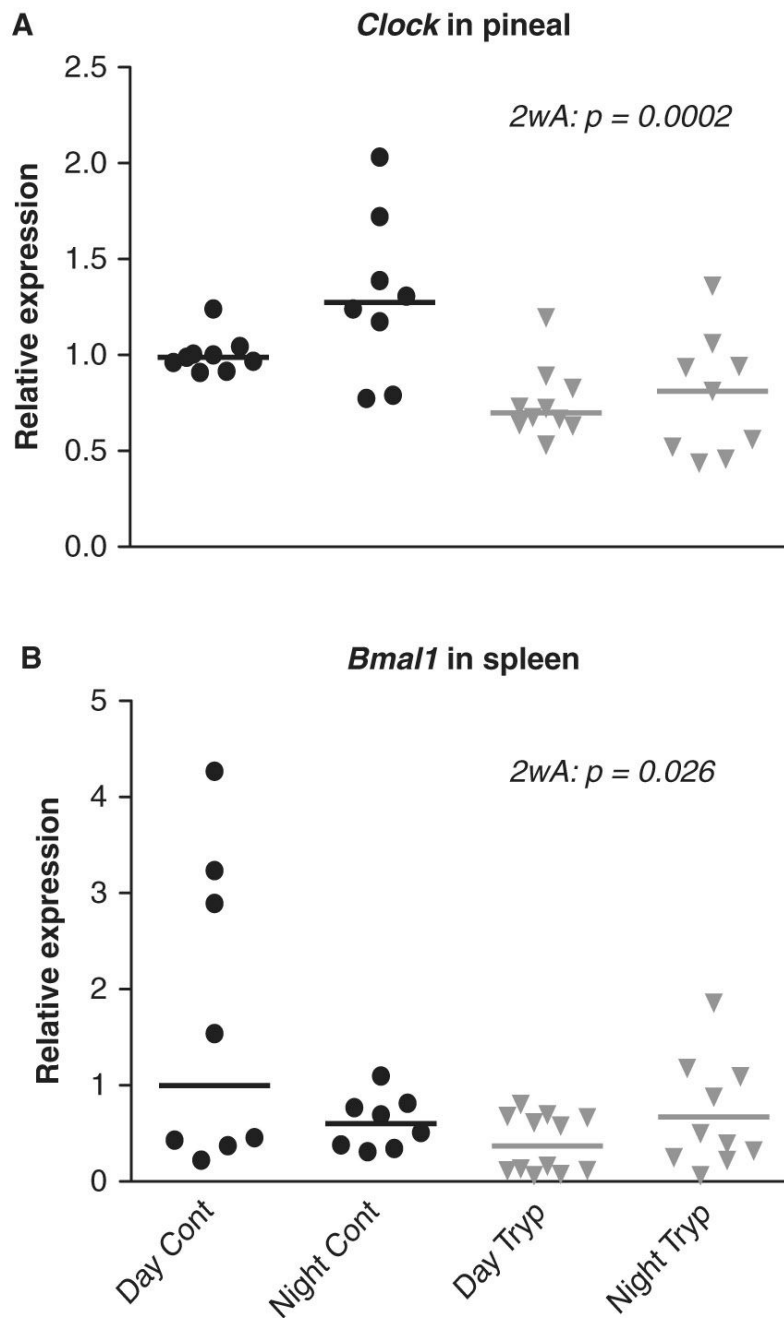 A
Clock in pineal
2.5
2wA: p = 0.0002
2.0
1.5
1.0
0.5
0.0
Relative expression
B
Bmal1 in spleen
5
2wA: p = 0.026
4
3
2
1
0
Relative expression
Day Cont
Night Cont
Day Tryp
Night Tryp